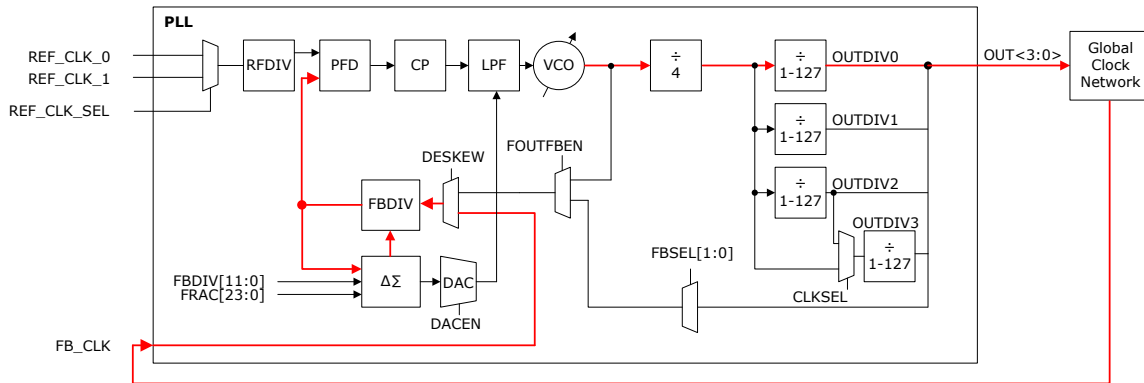 PLL
REF_CLK_0
REF_CLK_1
REF_CLK_SEL
RFDIV
PFD
CP
LPF
VCO
÷
4
÷
1-127
OUTDIV0
OUT<3:0>
Global
Clock
Network
÷
1-127
OUTDIV1
÷
1-127
OUTDIV2
OUTDIV3
÷
1-127
CLKSEL
FOUTFBEN
DESKEW
FBDIV
FBSEL[1:0]
FBDIV[11:0]
FRAC[23:0]
ΔΣ
DAC
DACEN
FB_CLK